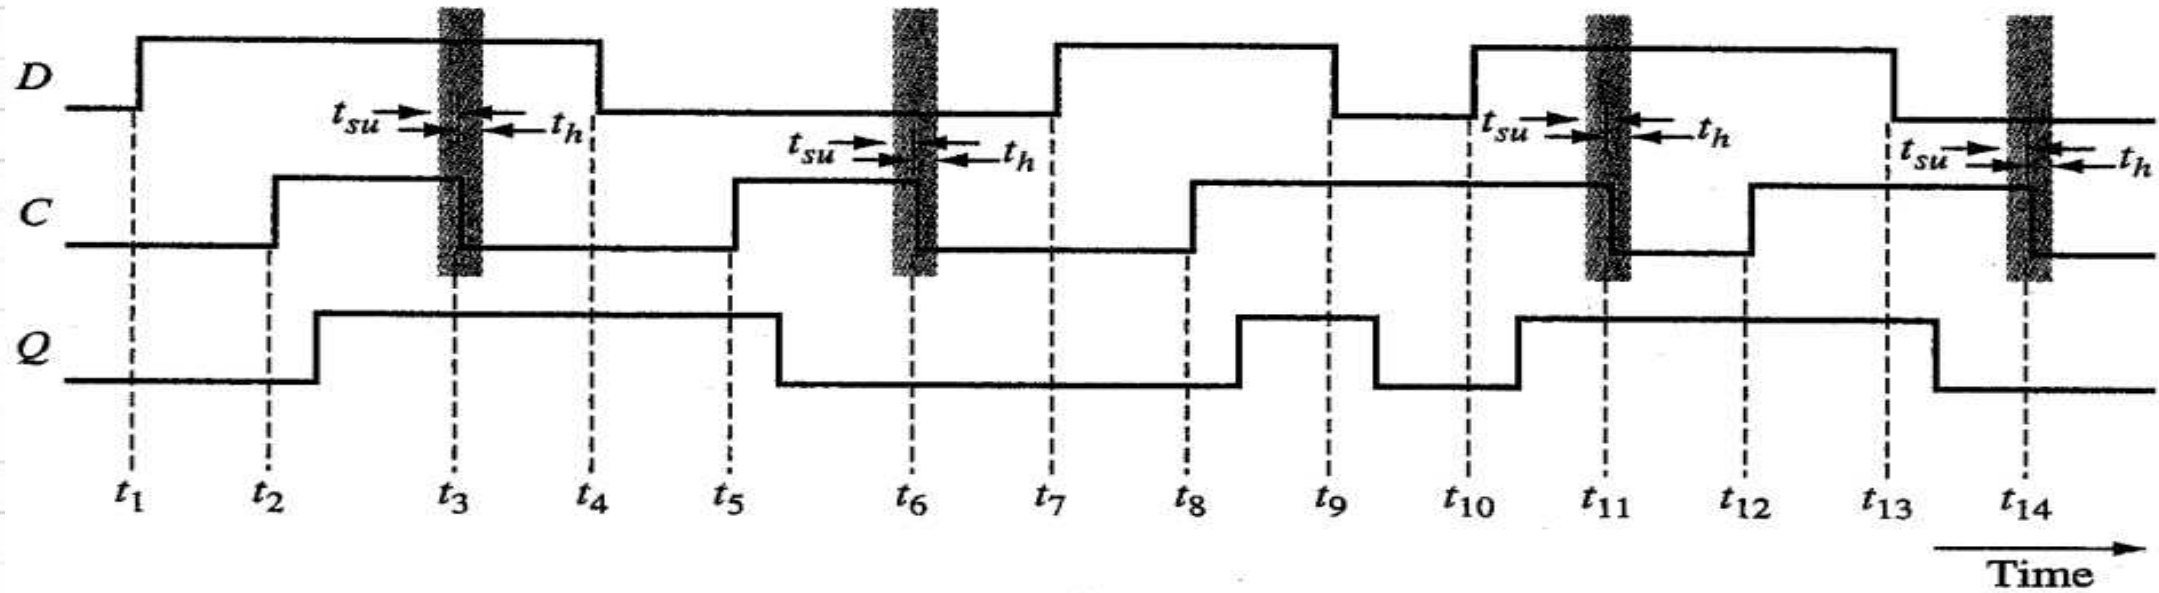 D
t_su t_h t_su t_h t_su t_h t_su t_h
C
Q
t_1 t_2 t_3 t_4 t_5 t_6 t_7 t_8 t_9 t_10 t_11 t_12 t_13 t_14
Time